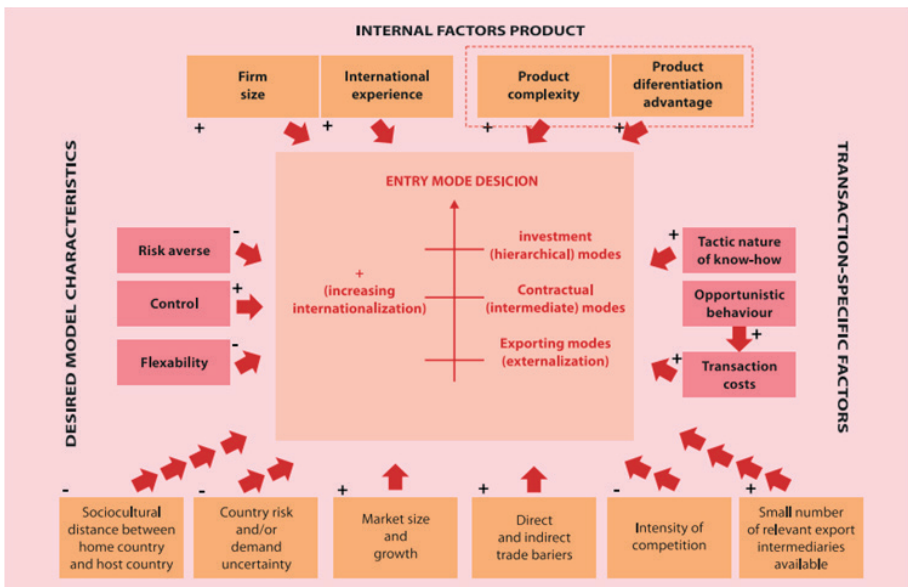 INTERNAL FACTORS PRODUCT
Firm
size
International
experience
Product
complexity
Product
diferentiation
advantage
+
+
+
+
DESIRED MODEL CHARACTERISTICS
TRANSACTION-SPECIFIC FACTORS
ENTRY MODE DESICION
investment
(hierarchical) modes
+
(increasing
internationalization)
Contractual
(intermediate) modes
Exporting modes
(externalization)
-
Risk averse
+
Control
-
Flexability
+
Tactic nature
of know-how
Opportunistic
behaviour
+
+
Transaction
costs
-
Sociocultural
distance between
home country
and host country
-
Country risk
and/or
demand
uncertainty
+
Market size
and
growth
+
Direct
and indirect
trade bariers
-
Intensity of
competition
+
Small number
of relevant export
intermediaries
available